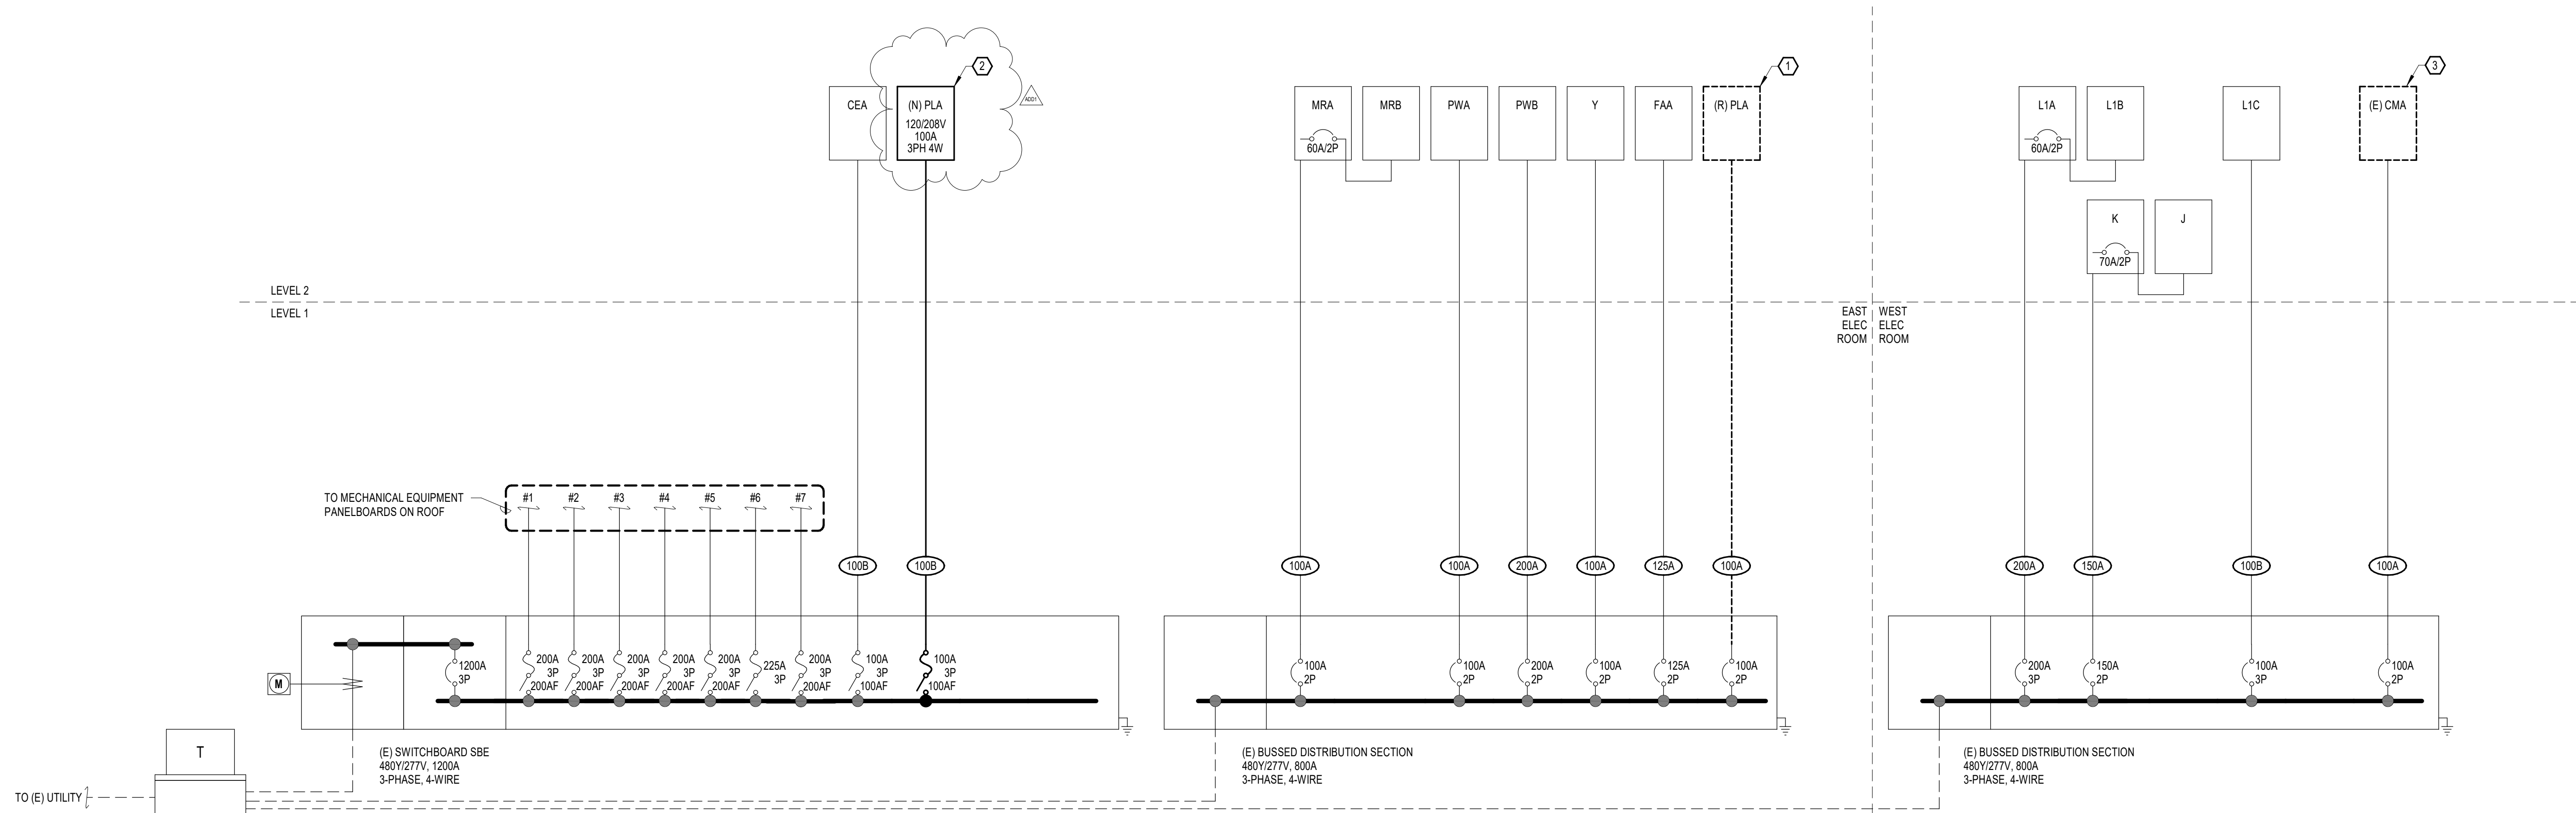 2
1
3
CEA
(N) PLA
120/208V
100A
3PH 4W
ADD1
MRA
60A/2P
MRB
PWA
PWB
Y
FAA
(R) PLA
L1A
60A/2P
L1B
L1C
(E) CMA
K
70A/2P
J
LEVEL 2
LEVEL 1
EAST
ELEC
ROOM
WEST
ELEC
ROOM
TO MECHANICAL EQUIPMENT
PANELBOARDS ON ROOF
#1
#2
#3
#4
#5
#6
#7
100B
100B
100A
100A
200A
100A
125A
100A
200A
150A
100B
100A
M
1200A
3P
200A
3P
200AF
200A
3P
200AF
200A
3P
200AF
200A
3P
200AF
200A
3P
200AF
225A
3P
200A
3P
200AF
100A
3P
100AF
100A
3P
100AF
100A
2P
100A
2P
200A
2P
100A
2P
125A
2P
100A
2P
200A
3P
150A
2P
100A
3P
100A
2P
T
TO (E) UTILITY
(E) SWITCHBOARD SBE
480Y/277V, 1200A
3-PHASE, 4-WIRE
(E) BUSSED DISTRIBUTION SECTION
480Y/277V, 800A
3-PHASE, 4-WIRE
(E) BUSSED DISTRIBUTION SECTION
480Y/277V, 800A
3-PHASE, 4-WIRE